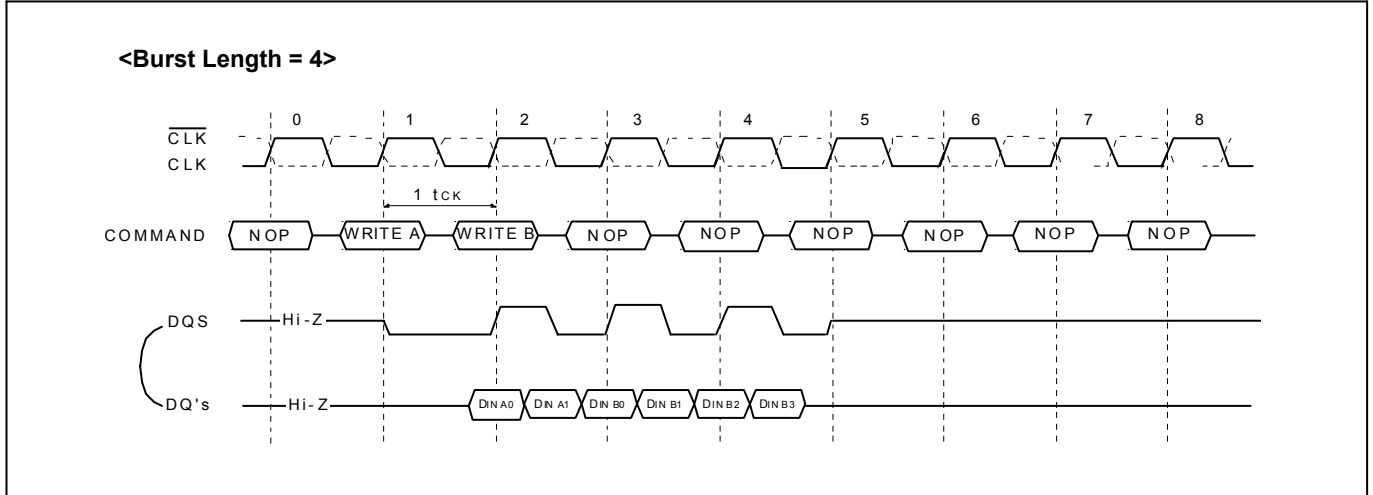 <Burst Length = 4>
0 1 2 3 4 5 6 7 8
CLK
CLK
1 tCK
COMMAND NOP WRITE A WRITE B NOP NOP NOP NOP NOP NOP
DQS Hi-Z
DQ's Hi-Z DIN A0 DIN A1 DIN B0 DIN B1 DIN B2 DIN B3